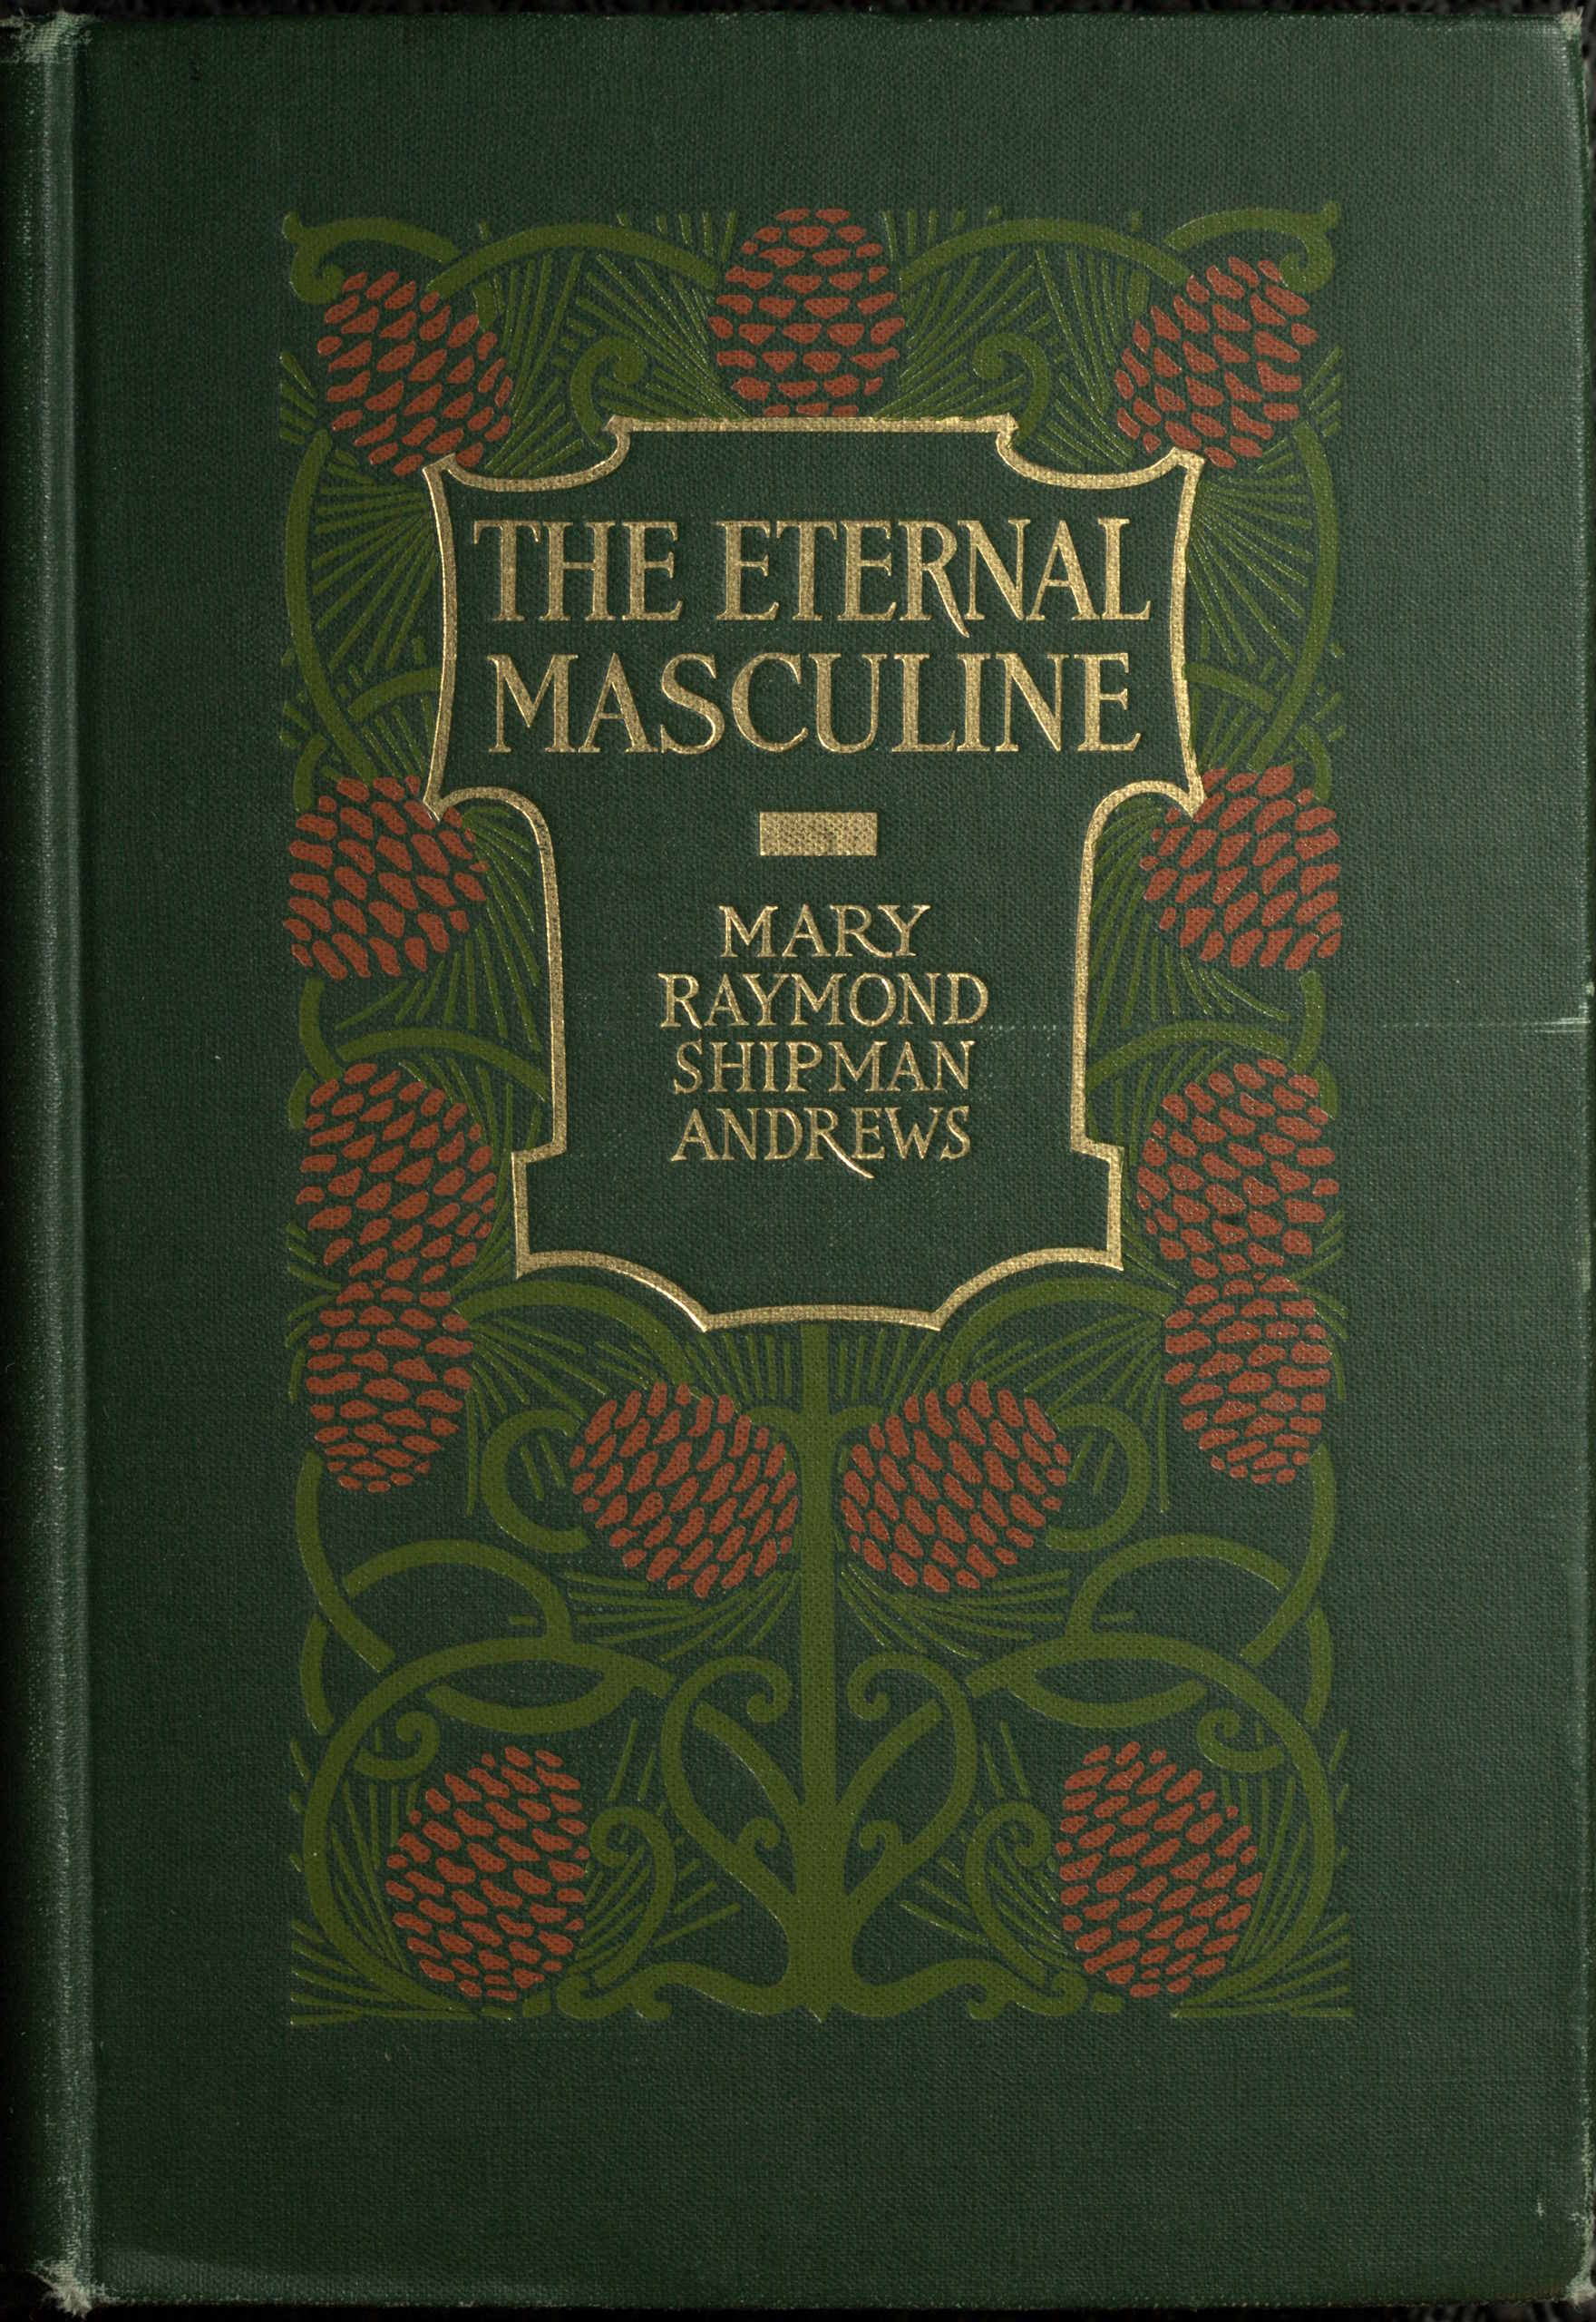 THE ETERNAL
MASCULINE
MARY
RAYMOND
SHIPMAN
ANDREWS